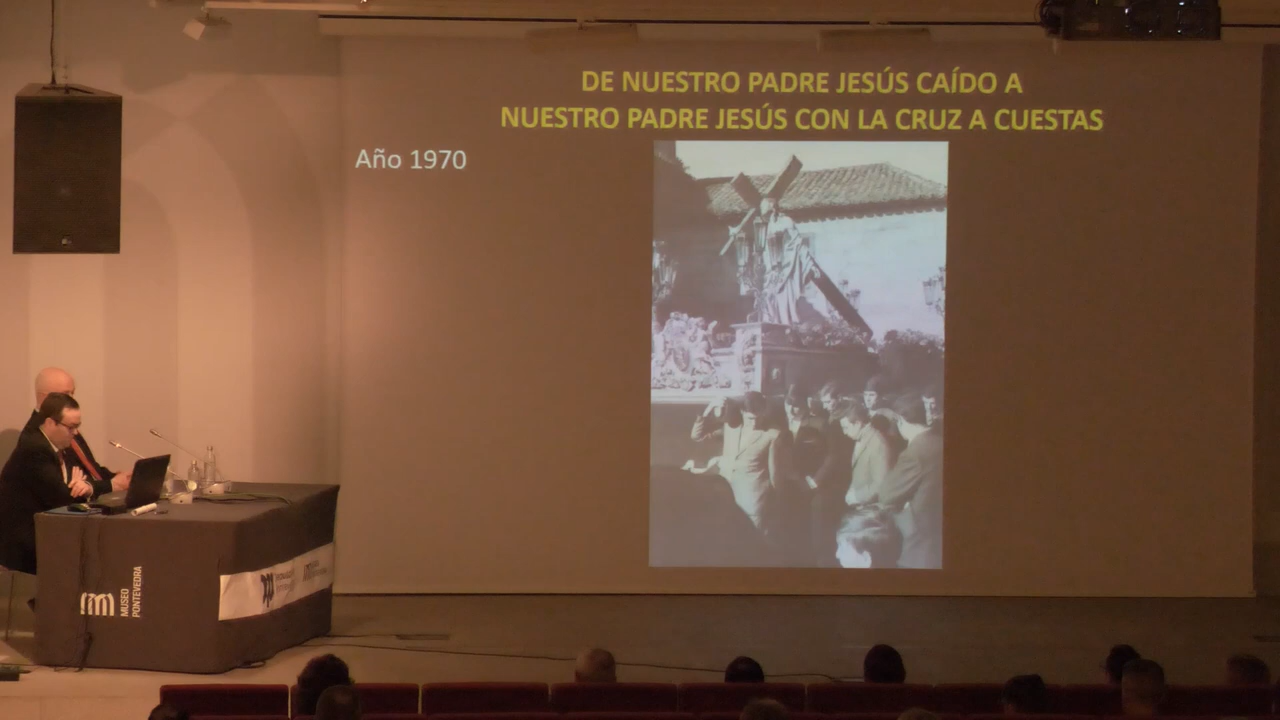 DE NUESTRO PADRE JESÚS CAÍDO A
NUESTRO PADRE JESÚS CON LA CRUZ A CUESTAS
Año 1970
MUSEO
PONTEVEDRA